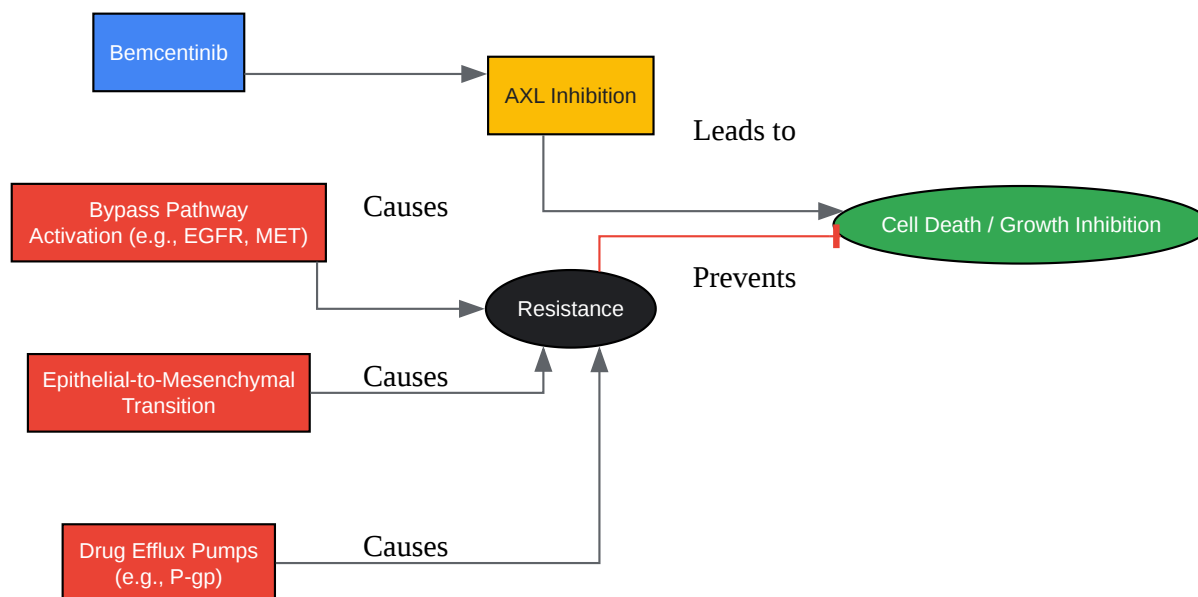 Bemcentinib
AXL Inhibition
Leads to
Bypass Pathway
Activation (e.g., EGFR, MET)
Causes
Cell Death / Growth Inhibition
Prevents
Resistance
Epithelial-to-Mesenchymal
Transition
Causes
Drug Efflux Pumps
(e.g., P-gp)
Causes